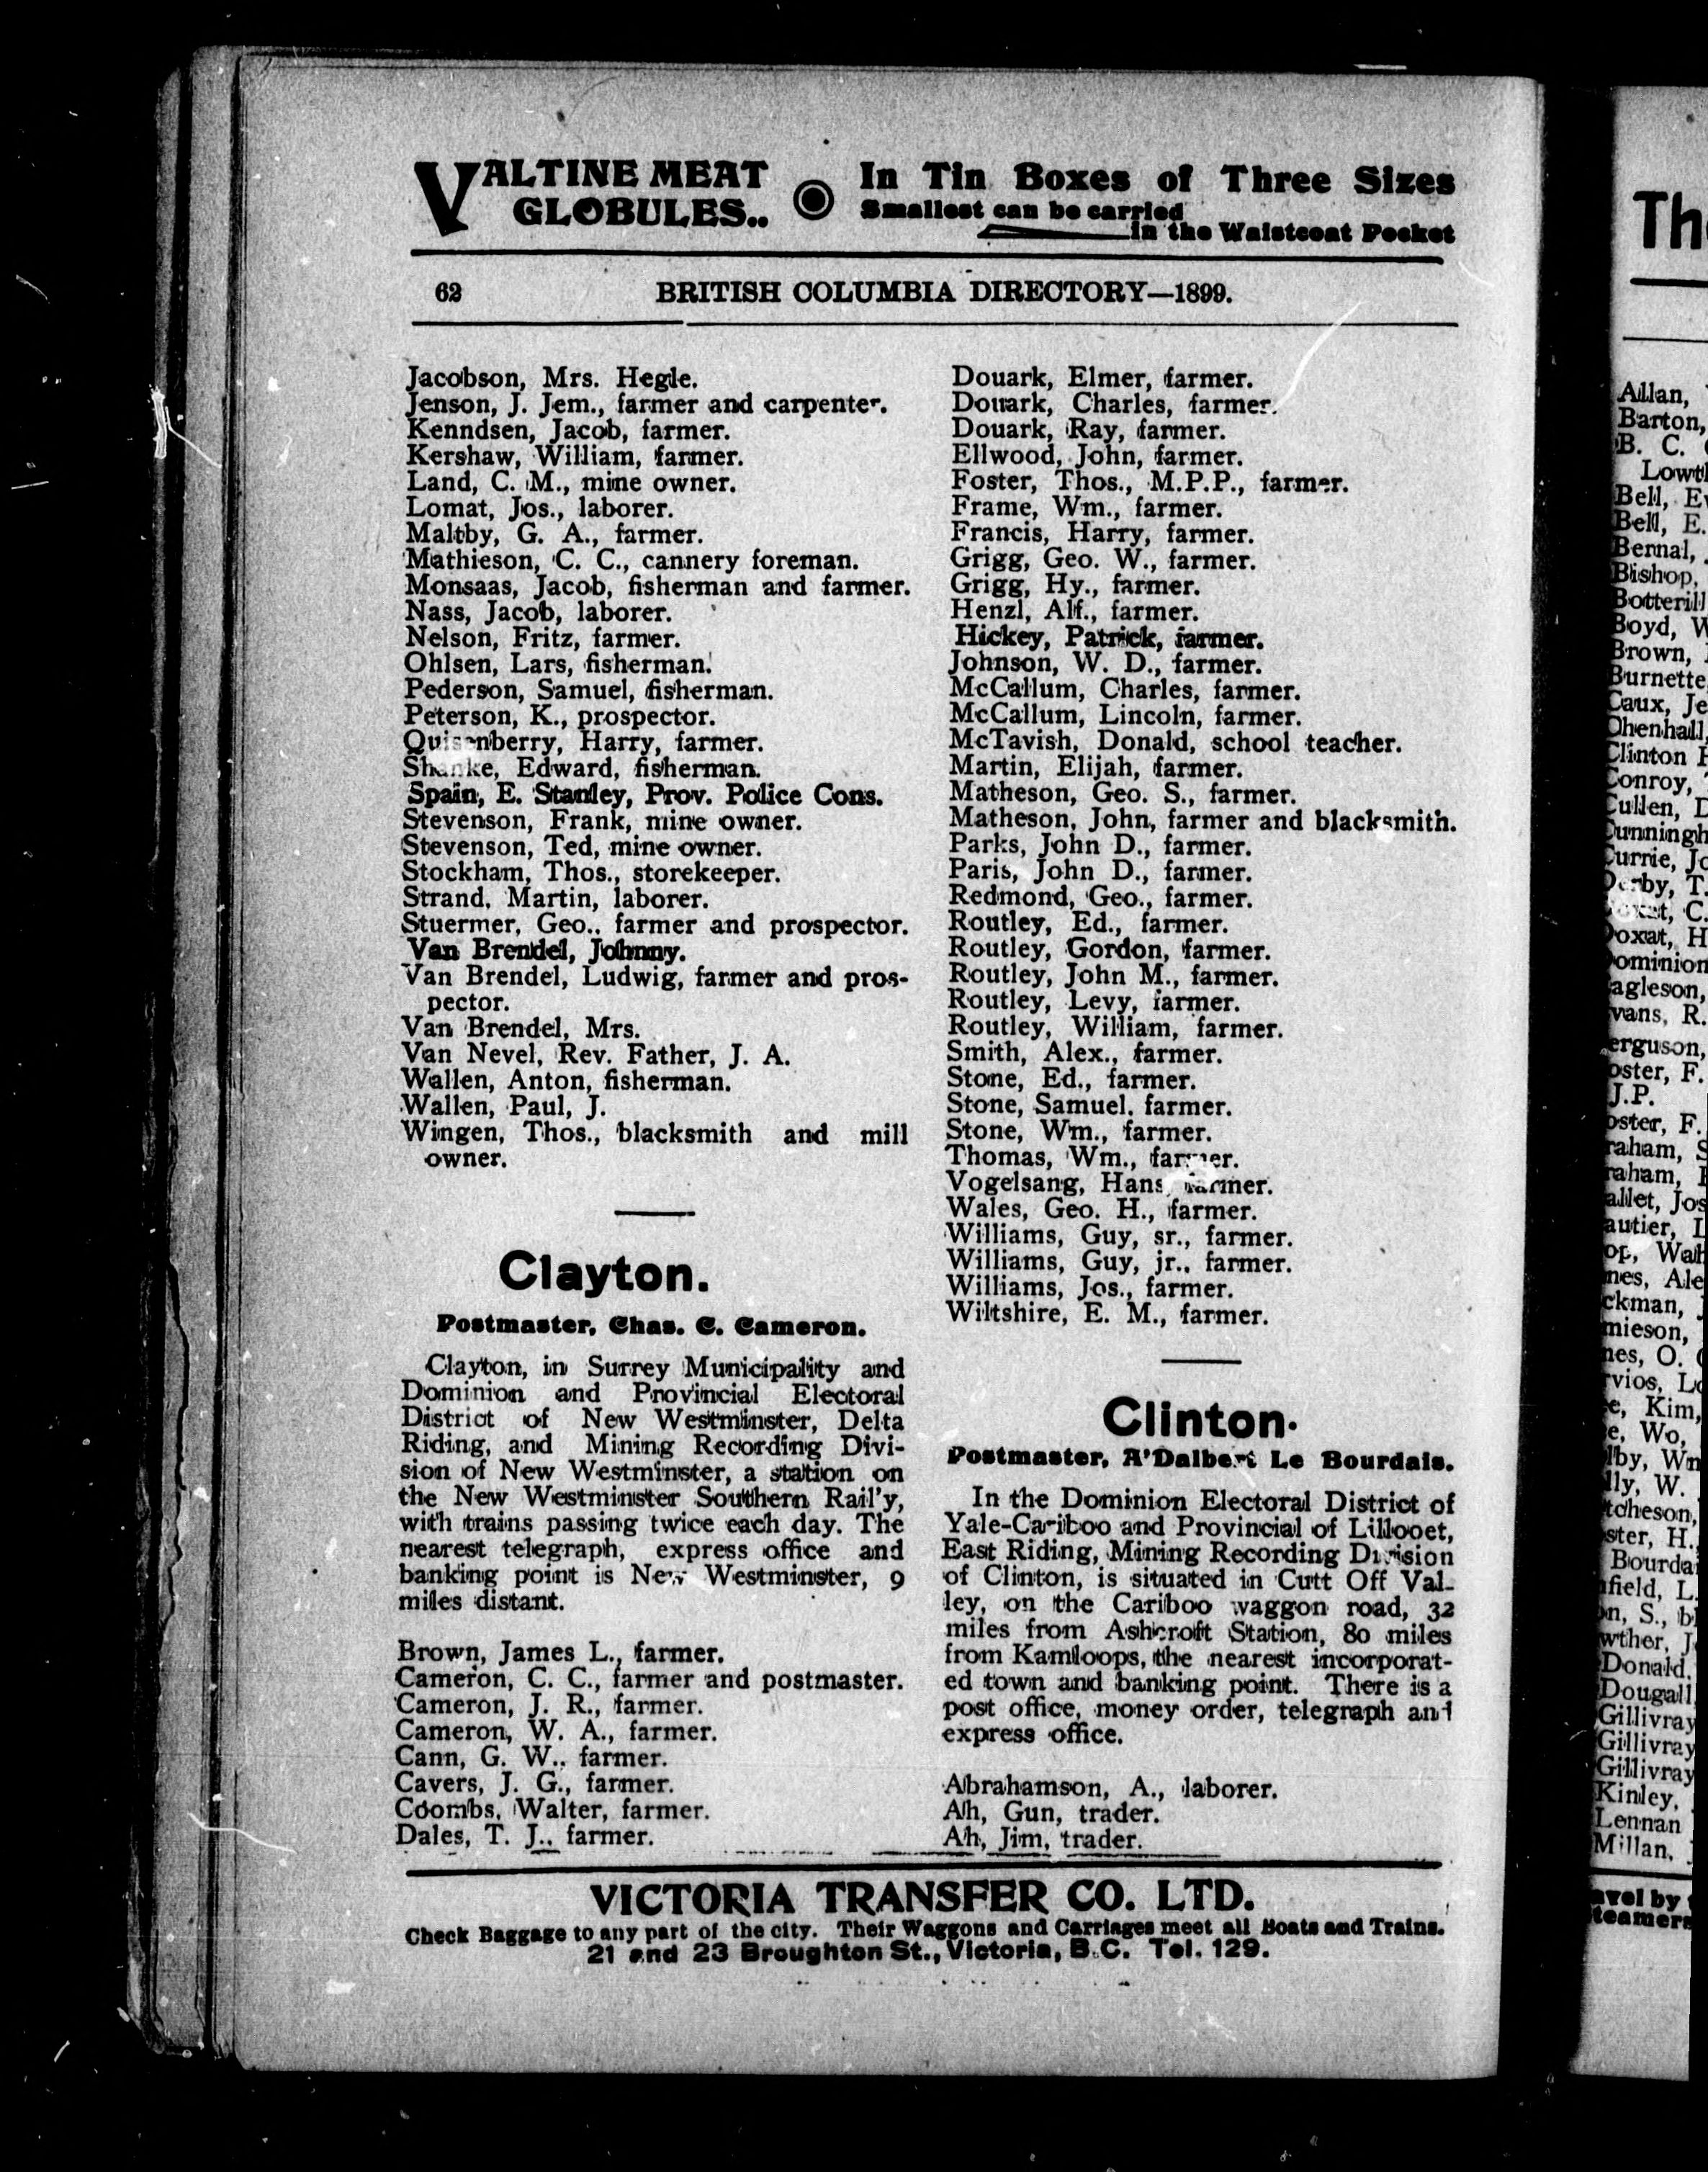 VALTINE MEAT
GLOBULES..
In Tin Boxes of Three Sizes
Smallest can be carried
in the Waistcoat Pocket
62 BRITISH COLUMBIA DIRECTORY—1899.
Jacobson, Mrs. Hegle.
Jenson, J. Jem., farmer and carpenter.
Kenndsen, Jacob, farmer.
Kershaw, William, farmer.
Land, C. M., mine owner.
Lomat, Jos., laborer.
Maltby, G. A., farmer.
Mathieson, C. C., cannery foreman.
Monsaas, Jacob, fisherman and farmer.
Nass, Jacob, laborer.
Nelson, Fritz, farmer.
Ohlsen, Lars, fisherman.
Pederson, Samuel, fisherman.
Peterson, K., prospector.
Quisenberry, Harry, farmer.
Shanke, Edward, fisherman.
Spain, E. Stanley, Prov. Police Cons.
Stevenson, Frank, mine owner.
Stevenson, Ted, mine owner.
Stockham, Thos., storekeeper.
Strand, Martin, laborer.
Stuermer, Geo., farmer and prospector.
Van Brendel, Johnny.
Van Brendel, Ludwig, farmer and pros-
pector.
Van Brendel, Mrs.
Van Nevel, Rev. Father, J. A.
Wallen, Anton, fisherman.
Wallen, Paul, J.
Wingen, Thos., blacksmith and mill
owner.
Clayton.
Postmaster, Chas. C. Cameron.
Clayton, in Surrey Municipality and
Dominion and Provincial Electoral
District of New Westminster, Delta
Riding, and Mining Recording Divi-
sion of New Westminster, a station on
the New Westminster Southern Rail'y,
with trains passing twice each day. The
nearest telegraph, express office and
banking point is New Westminster, 9
miles distant.
Brown, James L., farmer.
Cameron, C. C., farmer and postmaster.
Cameron, J. R., farmer.
Cameron, W. A., farmer.
Cann, G. W., farmer.
Cavers, J. G., farmer.
Coombs, Walter, farmer.
Dales, T. J., farmer.
Douark, Elmer, farmer.
Douark, Charles, farmer.
Douark, Ray, farmer.
Ellwood, John, farmer.
Foster, Thos., M.P.P., farmer.
Frame, Wm., farmer.
Francis, Harry, farmer.
Grigg, Geo. W., farmer.
Grigg, Hy., farmer.
Henzl, Alf., farmer.
Hickey, Patrick, farmer.
Johnson, W. D., farmer.
McCallum, Charles, farmer.
McCallum, Lincoln, farmer.
McTavish, Donald, school teacher.
Martin, Elijah, farmer.
Matheson, Geo. S., farmer.
Matheson, John, farmer and blacksmith.
Parks, John D., farmer.
Paris, John D., farmer.
Redmond, Geo., farmer.
Routley, Ed., farmer.
Routley, Gordon, farmer.
Routley, John M., farmer.
Routley, Levy, farmer.
Routley, William, farmer.
Smith, Alex., farmer.
Stone, Ed., farmer.
Stone, Samuel. farmer.
Stone, Wm., farmer.
Thomas, Wm., farmer.
Vogelsang, Hans, farmer.
Wales, Geo. H., farmer.
Williams, Guy, sr., farmer.
Williams, Guy, jr., farmer.
Williams, Jos., farmer.
Wiltshire, E. M., farmer.
Clinton.
Postmaster, A'Dalbert Le Bourdais.
In the Dominion Electoral District of
Yale-Cariboo and Provincial of Lillooet,
East Riding, Mining Recording Division
of Clinton, is situated in Cutt Off Val-
ley, on the Cariboo waggon road, 32
miles from Ashcroft Station, 80 miles
from Kamloops, the nearest incorporat-
ed town and banking point. There is a
post office, money order, telegraph and
express office.
Abrahamson, A., laborer.
Ah, Gun, trader.
Ah, Jim, trader.
VICTORIA TRANSFER CO. LTD.
Check Baggage to any part of the city. Their Waggons and Carriages meet all Boats and Trains.
21 and 23 Broughton St., Victoria, B.C. Tel. 129.
Allan,
Barton,
B. C.
Bell,
Bell, E.
Bernal,
Bishop,
Botterill
Boyd, W
Brown,
Burnette
Caux, Je
Chenhall,
Clinton
Conroy,
Cullen, D